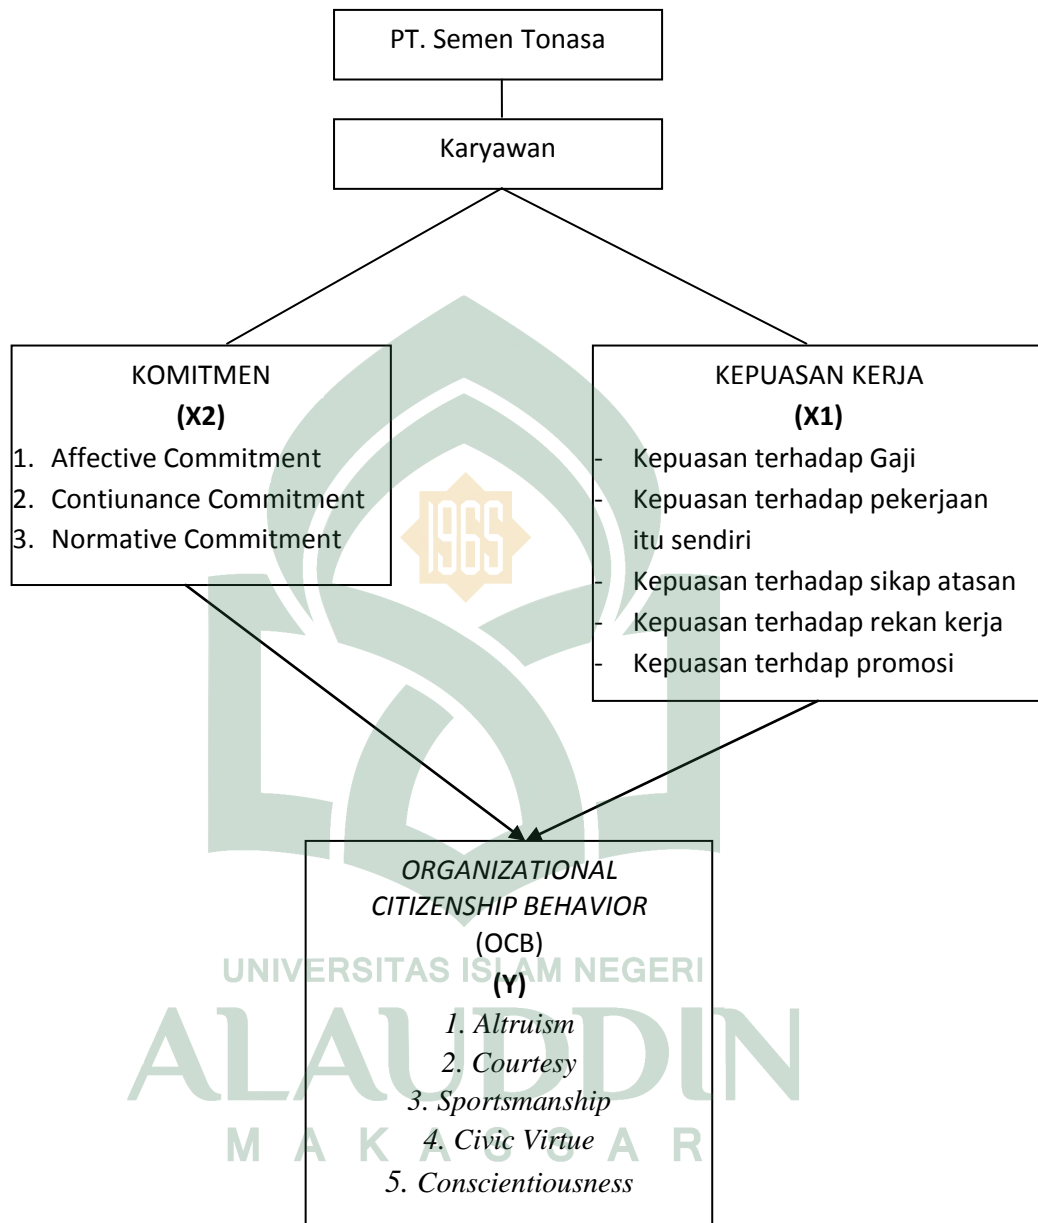 PT. Semen Tonasa
Karyawan
KOMITMEN
(X2)
1. Affective Commitment
2. Contiunance Commitment
3. Normative Commitment
KEPUASAN KERJA
(X1)
- Kepuasan terhadap Gaji
- Kepuasan terhadap pekerjaan
itu sendiri
- Kepuasan terhadap sikap atasan
- Kepuasan terhadap rekan kerja
- Kepuasan terhdap promosi
1965
ORGANIZATIONAL
CITIZENSHIP BEHAVIOR
(OCB)
(Y)
1. Altruism
2. Courtesy
3. Sportsmanship
4. Civic Virtue
5. Conscientiousness
UNIVERSITAS ISLAM NEGERI
ALAUDDIN
MAKASSAR